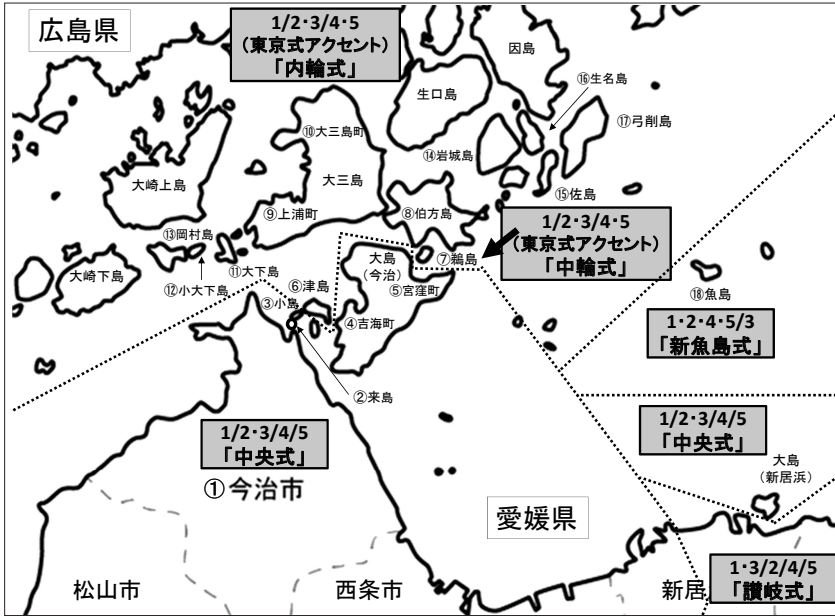 広島県
1/2・3/4・5
(東京式アクセント)
「内輪式」
因島
生口島
⑯生名島
⑰弓削島
⑩大三島町
⑭岩城島
大三島
大崎上島
⑮佐島
⑨上浦町
⑧伯方島
1/2・3/4・5
(東京式アクセント)
「中輪式」
⑬岡村島
大島
(今治)
⑦鵜島
大崎下島
⑫小大下島
⑪大下島
⑥津島
⑤宮窪町
⑱魚島
③小島
④吉海町
1・2・4・5/3
「新魚島式」
②来島
1/2・3/4/5
「中央式」
1/2・3/4/5
「中央式」
大島
(新居浜)
①今治市
愛媛県
1・3/2/4/5
「讃岐式」
松山市
西条市
新居